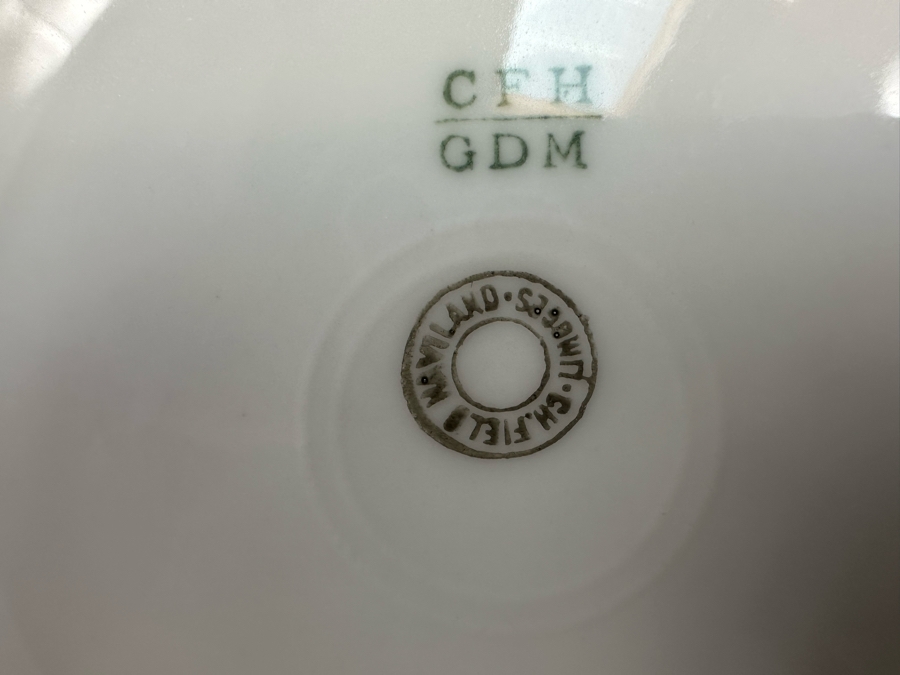 CFH
GDM
CH. FIELD HAVILAND · LIMOGES ·